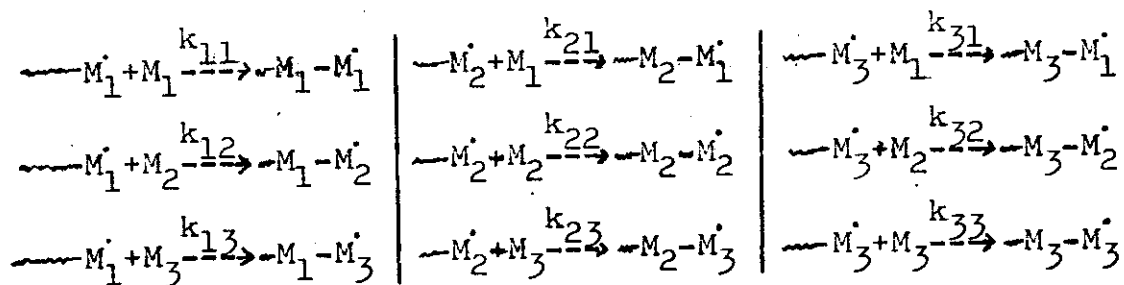 ~~M₁˙+M₁ --k₁₁--> ~M₁-M₁˙ | ~M₂˙+M₁ --k₂₁--> ~M₂-M₁˙ | ~M₃˙+M₁ --k₃₁--> ~M₃-M₁˙
~~M₁˙+M₂ --k₁₂--> ~M₁-M₂˙ | ~M₂˙+M₂ --k₂₂--> ~M₂-M₂˙ | ~M₃˙+M₂ --k₃₂--> ~M₃-M₂˙
~~M₁˙+M₃ --k₁₃--> ~M₁-M₃˙ | ~M₂˙+M₃ --k₂₃--> ~M₂-M₃˙ | ~M₃˙+M₃ --k₃₃--> ~M₃-M₃˙